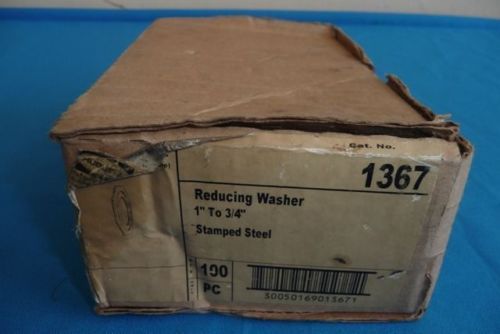 Cat. No.
1367
Reducing Washer
1" To 3/4"
Stamped Steel
100
PC
30050169013671